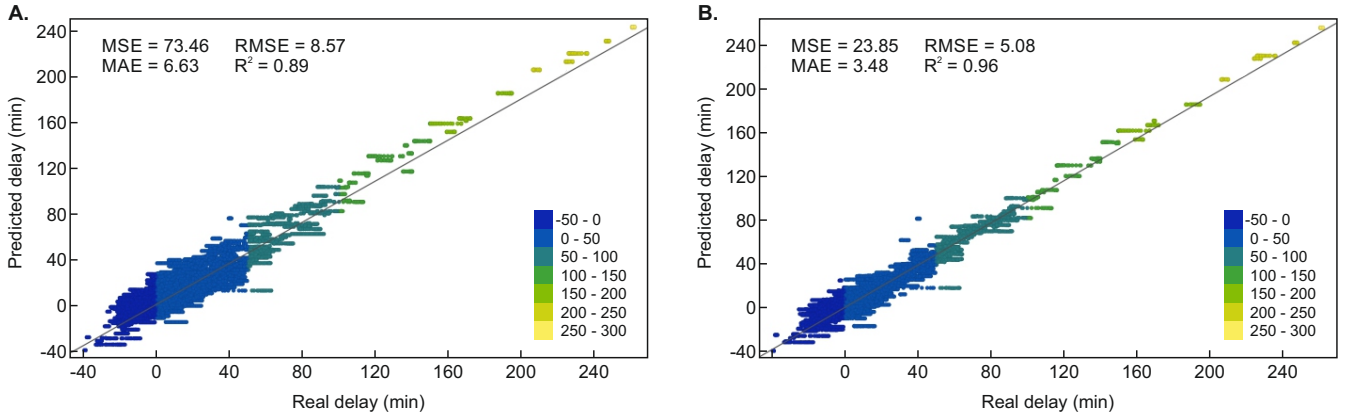 A.
MSE = 73.46 RMSE = 8.57
MAE = 6.63 R² = 0.89
Predicted delay (min)
240
200
160
120
80
40
0
-40
-40 0 40 80 120 160 200 240
Real delay (min)
-50 - 0
0 - 50
50 - 100
100 - 150
150 - 200
200 - 250
250 - 300
B.
MSE = 23.85 RMSE = 5.08
MAE = 3.48 R² = 0.96
Predicted delay (min)
240
200
160
120
80
40
0
-40
0 40 80 120 160 200 240
Real delay (min)
-50 - 0
0 - 50
50 - 100
100 - 150
150 - 200
200 - 250
250 - 300